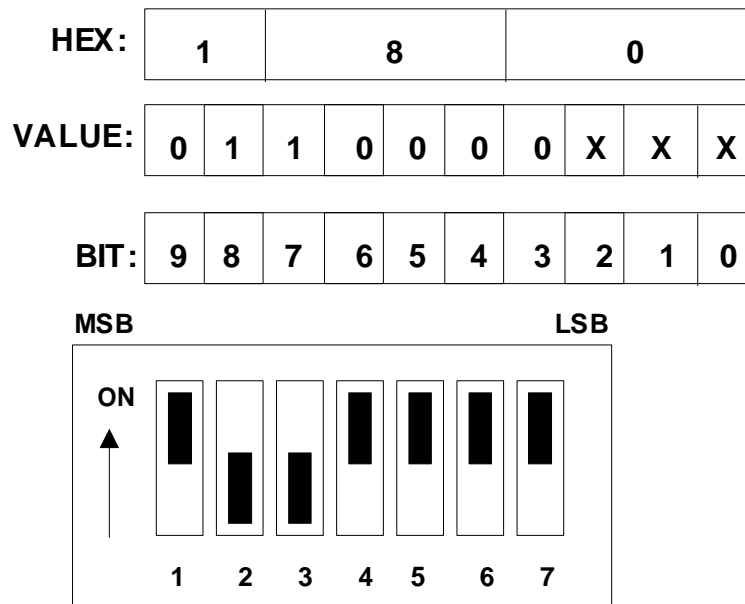 HEX: 1 8 0
VALUE: 0 1 1 0 0 0 0 X X X
BIT: 9 8 7 6 5 4 3 2 1 0
MSB LSB
ON
1 2 3 4 5 6 7